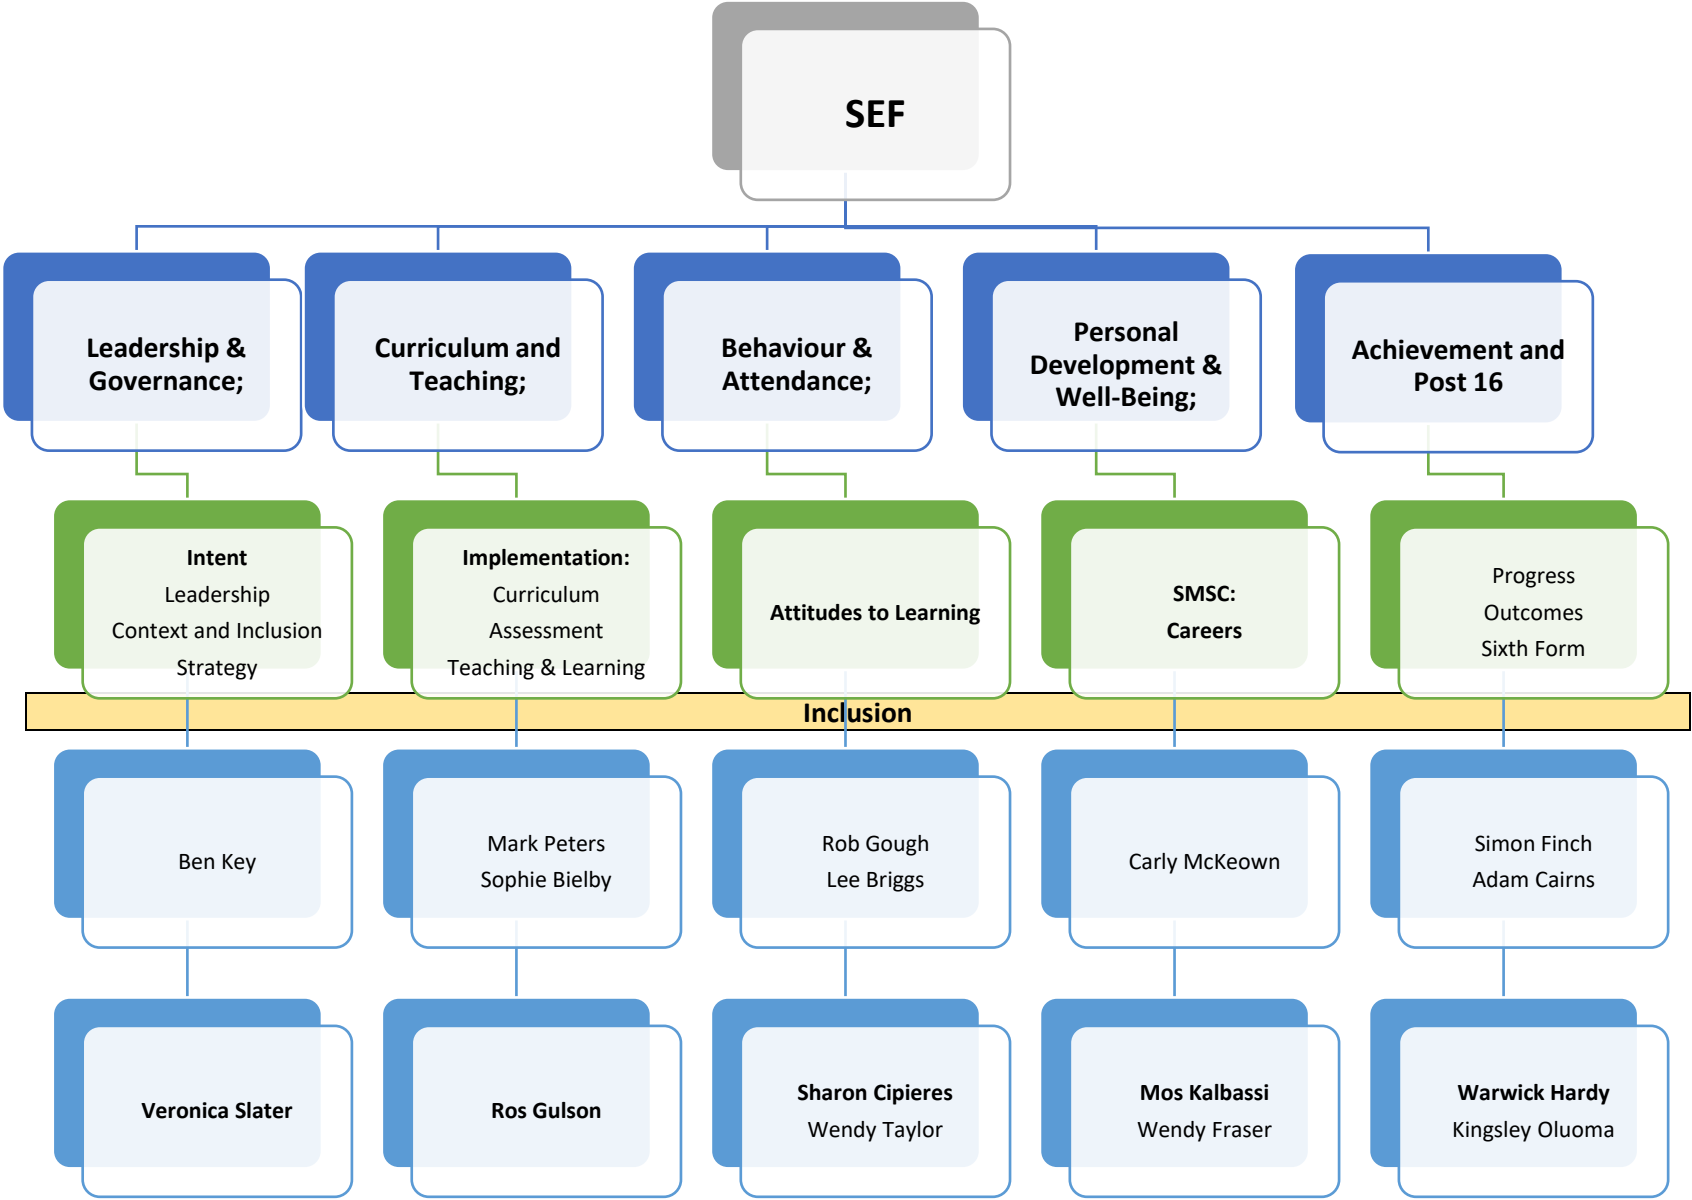 SEF
Leadership &
Governance;
Curriculum and
Teaching;
Behaviour &
Attendance;
Personal
Development &
Well-Being;
Achievement and
Post 16
Intent
Leadership
Context and Inclusion
Strategy
Implementation:
Curriculum
Assessment
Teaching & Learning
Attitudes to Learning
SMSC:
Careers
Progress
Outcomes
Sixth Form
Inclusion
Ben Key
Mark Peters
Sophie Bielby
Rob Gough
Lee Briggs
Carly McKeown
Simon Finch
Adam Cairns
Veronica Slater
Ros Gulson
Sharon Cipieres
Wendy Taylor
Mos Kalbassi
Wendy Fraser
Warwick Hardy
Kingsley Oluoma